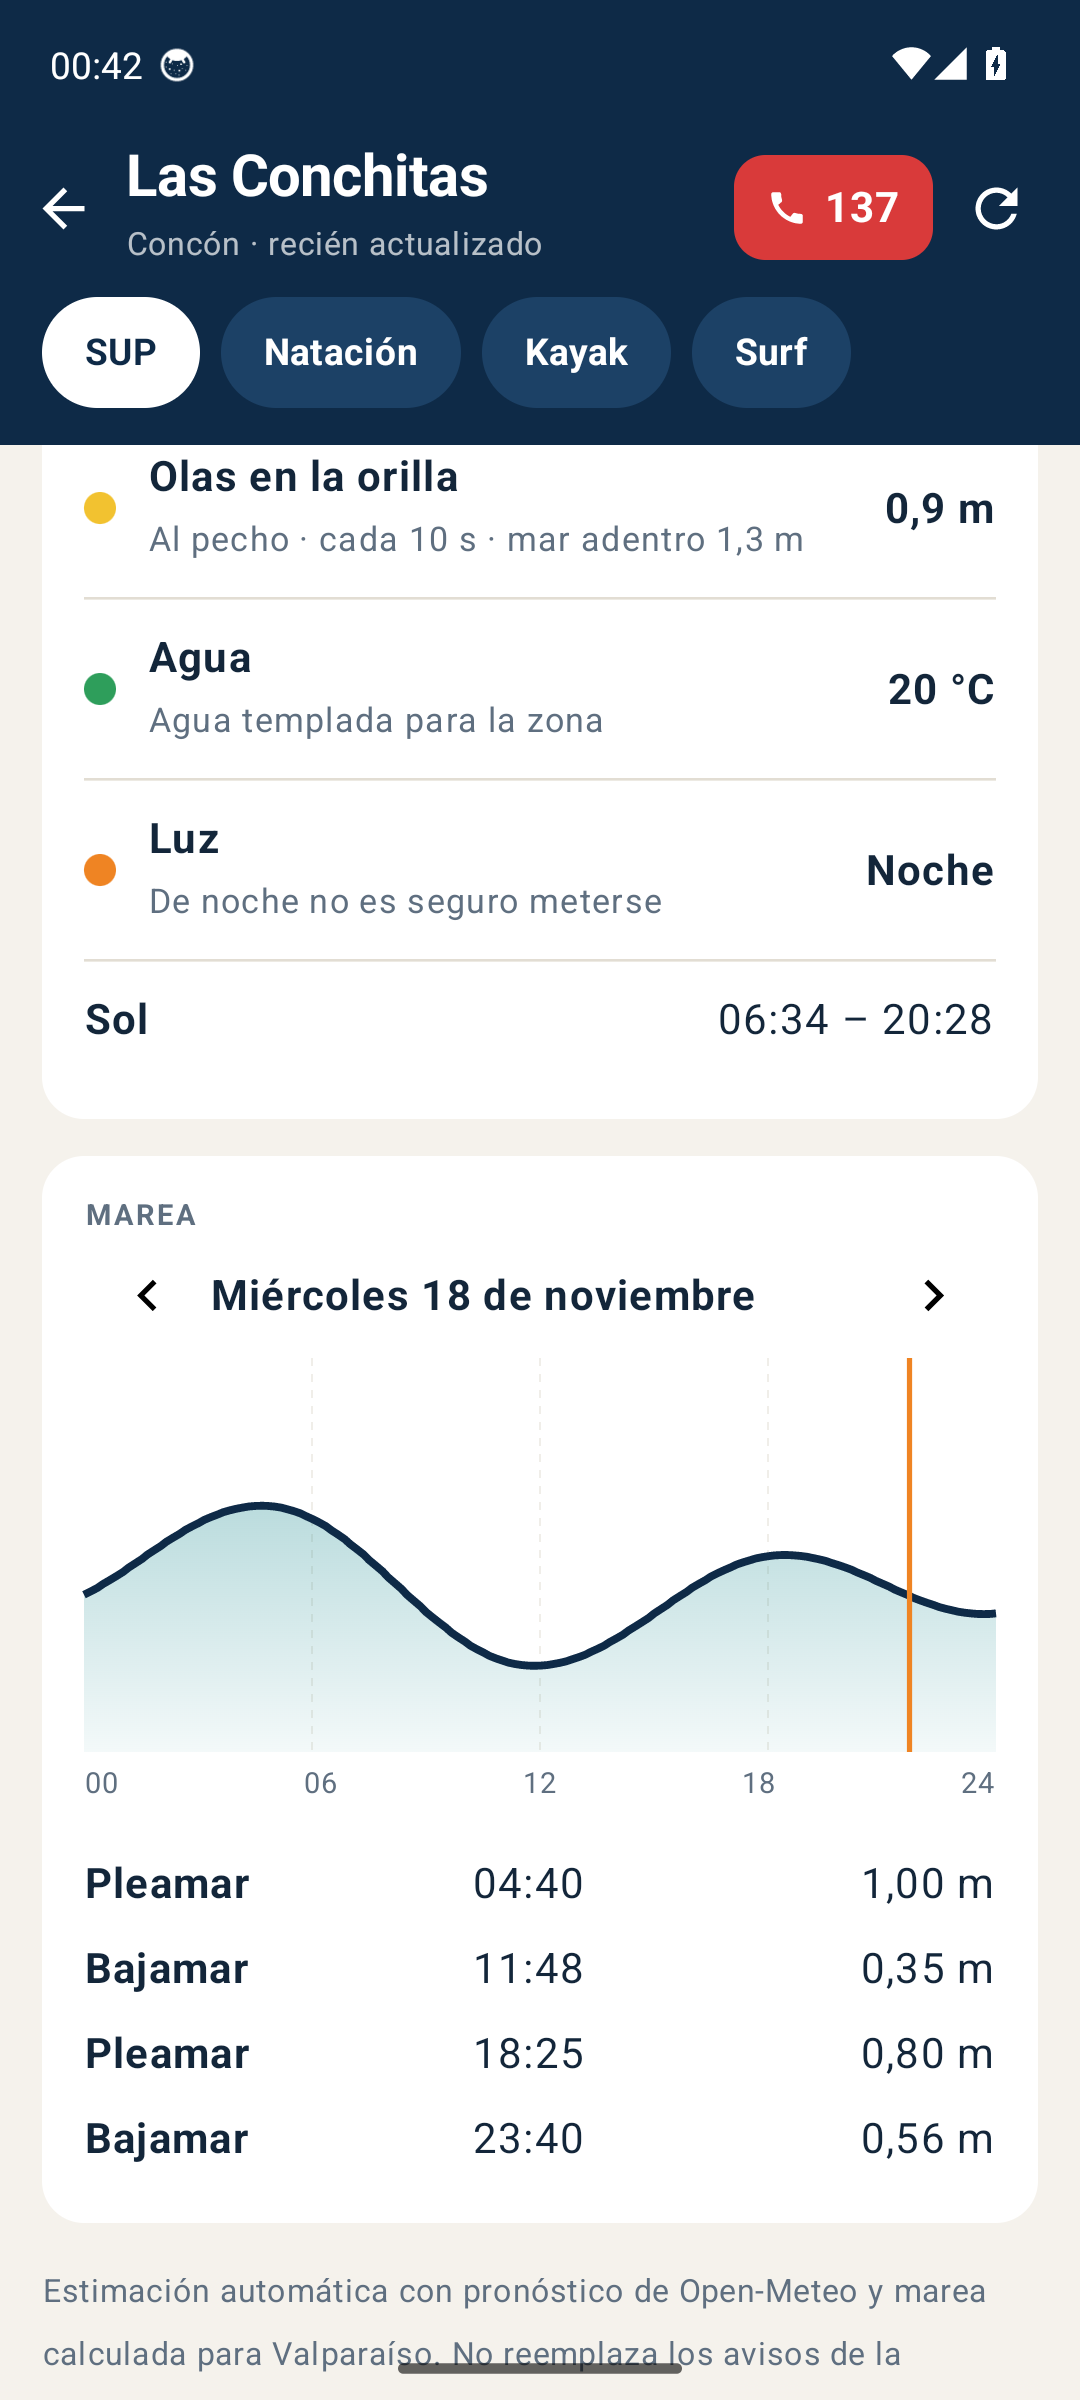 00:42
Las Conchitas
Concón · recién actualizado
137
SUP
Natación
Kayak
Surf
Olas en la orilla
Al pecho · cada 10 s · mar adentro 1,3 m
0,9 m
Agua
Agua templada para la zona
20 °C
Luz
De noche no es seguro meterse
Noche
Sol 06:34 – 20:28
MAREA
Miércoles 18 de noviembre
00 06 12 18 24
Pleamar 04:40 1,00 m
Bajamar 11:48 0,35 m
Pleamar 18:25 0,80 m
Bajamar 23:40 0,56 m
Estimación automática con pronóstico de Open-Meteo y marea
calculada para Valparaíso. No reemplaza los avisos de la